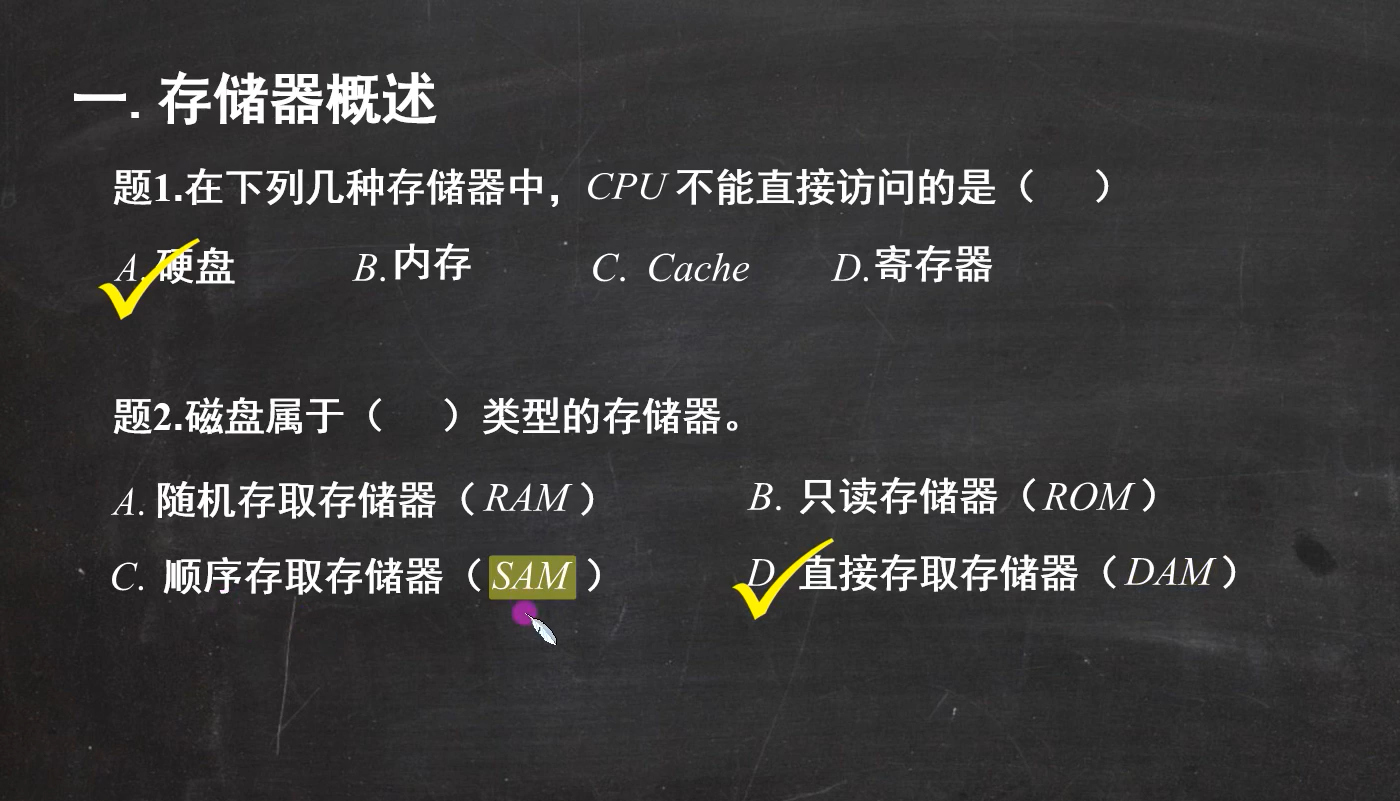 一. 存储器概述
题1.在下列几种存储器中，CPU 不能直接访问的是（ ）
A. 硬盘 B. 内存 C. Cache D. 寄存器
题2.磁盘属于（ ）类型的存储器。
A. 随机存取存储器（RAM） B. 只读存储器（ROM）
C. 顺序存取存储器（SAM） D. 直接存取存储器（DAM）